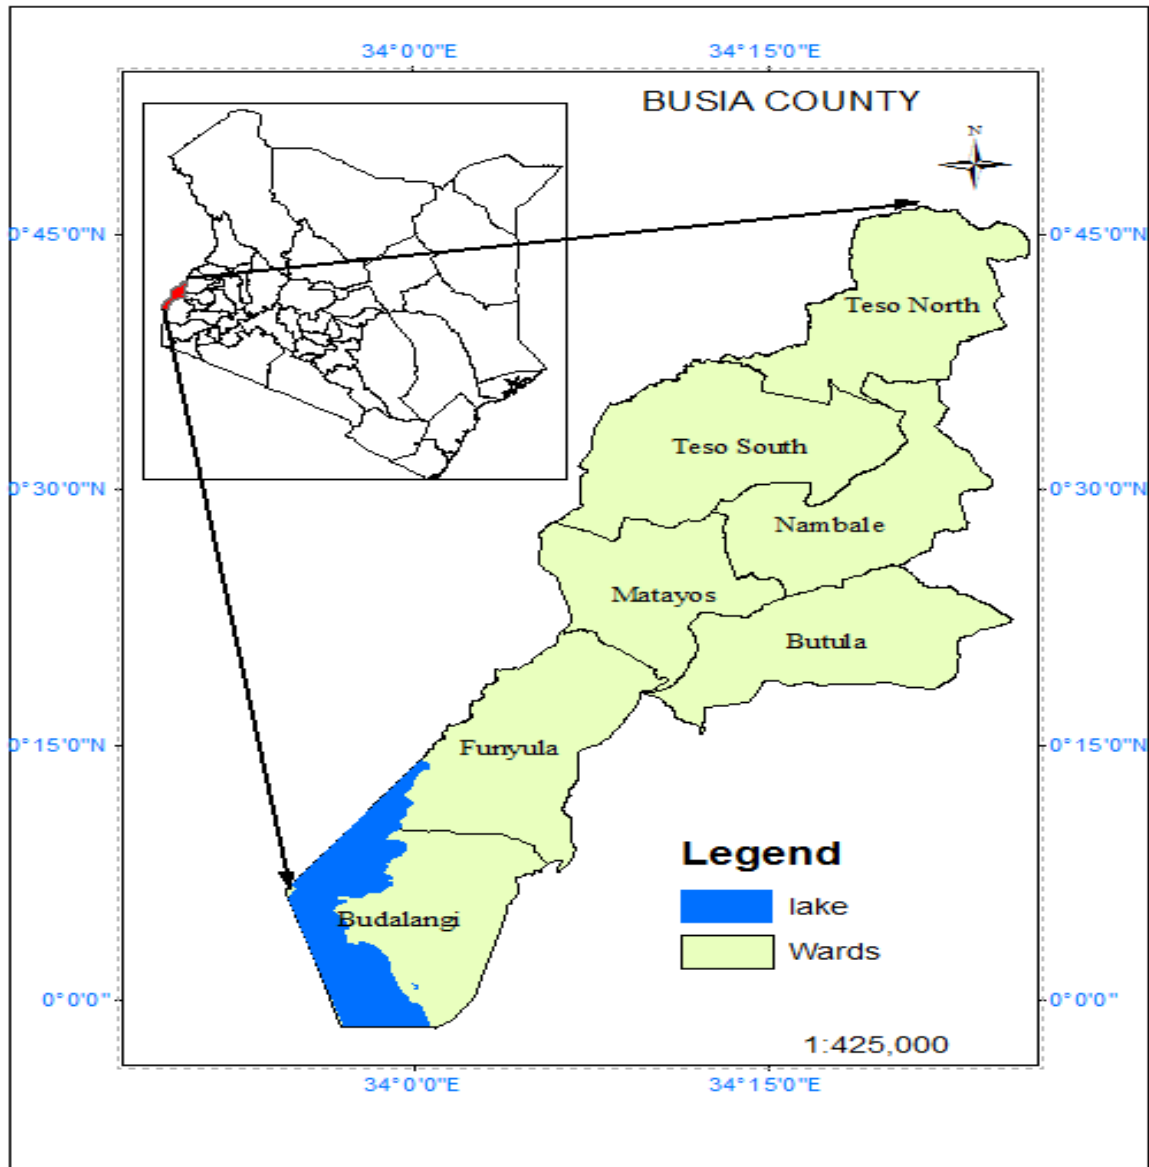 34°0'0"E 34°15'0"E
BUSIA COUNTY
N
0°45'0"N 0°45'0"N
Teso North
Teso South
0°30'0"N 0°30'0"N
Nambale
Matayos
Butula
0°15'0"N 0°15'0"N
Funyula
Legend
lake
Budalangi
Wards
0°0'0" 0°0'0"
1:425,000
34°0'0"E 34°15'0"E